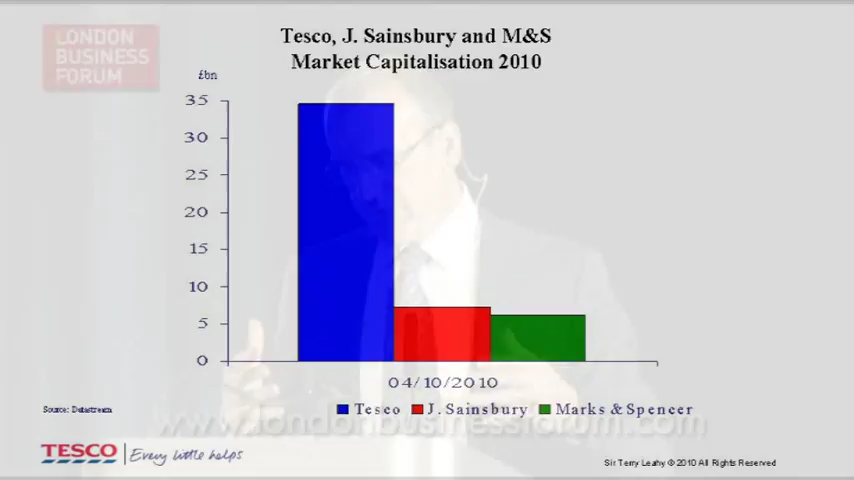 LONDON
BUSINESS
FORUM
Tesco, J. Sainsbury and M&S
Market Capitalisation 2010
£bn
35
30
25
20
15
10
5
0
04/10/2010
Tesco J. Sainsbury Marks & Spencer
Source: Datastream
www.londonbusinessforum.com
TESCO Every little helps
Sir Terry Leahy © 2010 All Rights Reserved